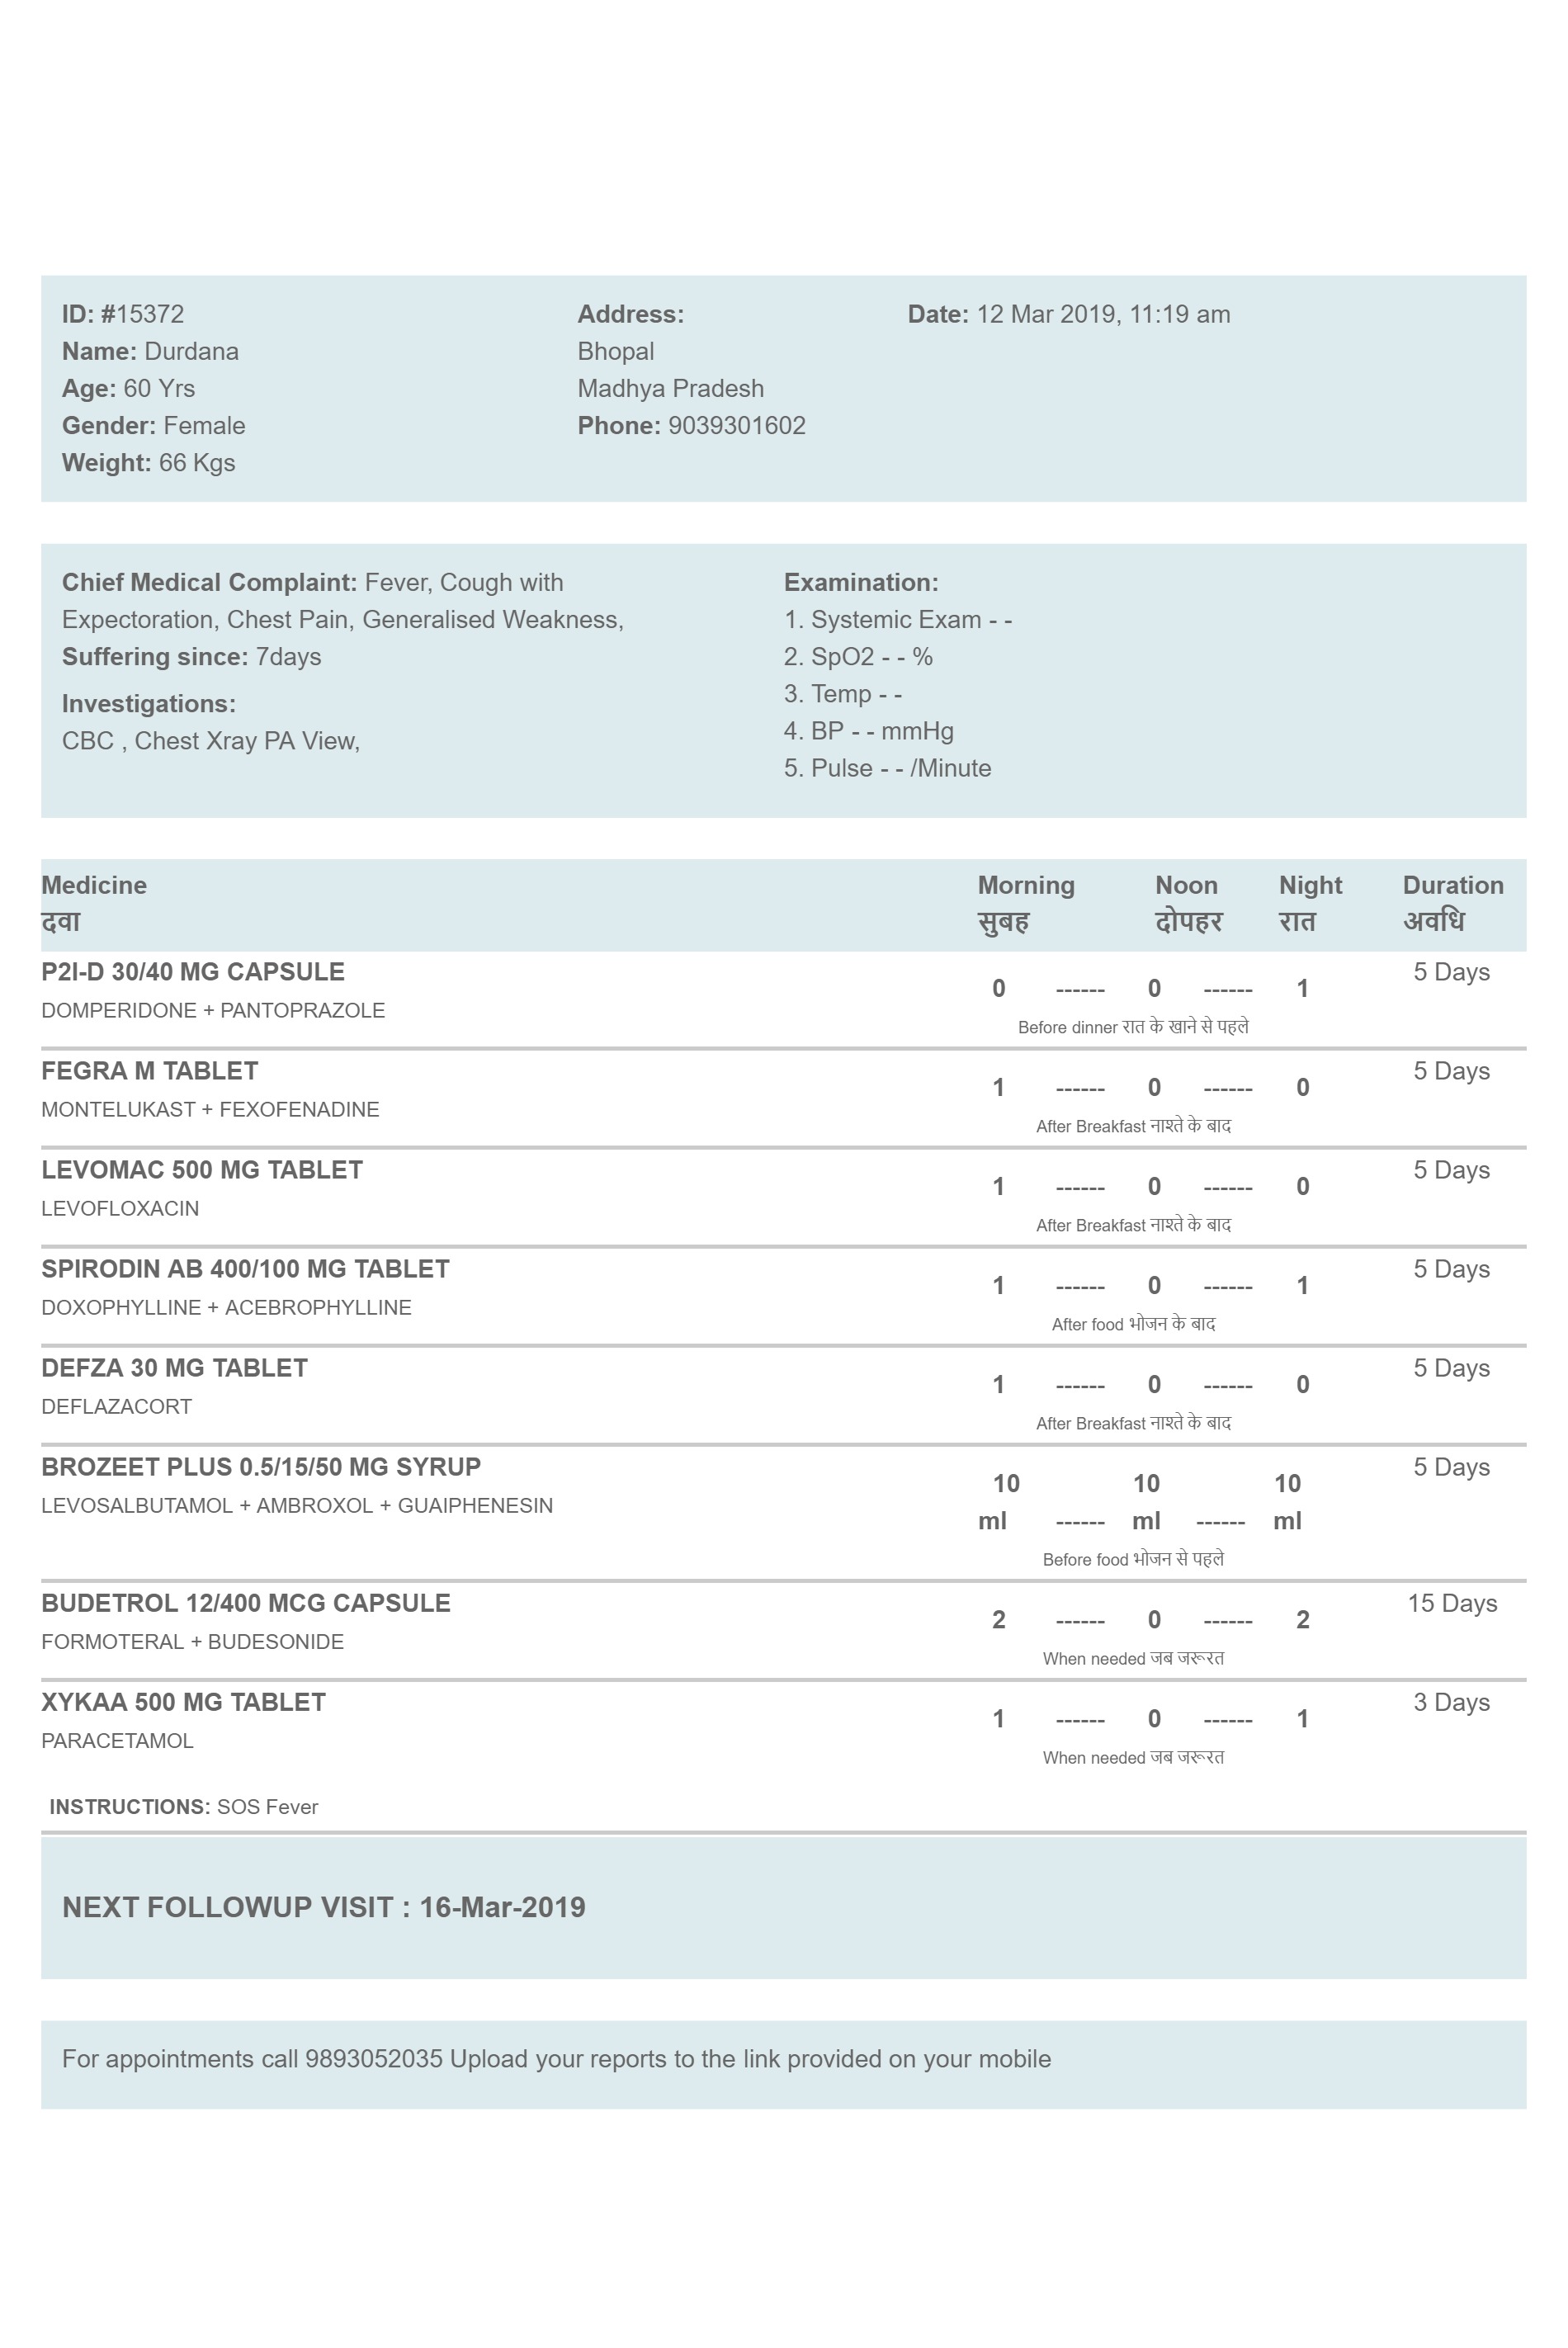 ID: #15372
Name: Durdana
Age: 60 Yrs
Gender: Female
Weight: 66 Kgs
Address:
Bhopal
Madhya Pradesh
Phone: 9039301602
Date: 12 Mar 2019, 11:19 am
Chief Medical Complaint: Fever, Cough with
Expectoration, Chest Pain, Generalised Weakness,
Suffering since: 7days
Investigations:
CBC , Chest Xray PA View,
Examination:
1. Systemic Exam - -
2. SpO2 - - %
3. Temp - -
4. BP - - mmHg
5. Pulse - - /Minute
Medicine Morning Noon Night Duration
दवा सुबह दोपहर रात अवधि
P2I-D 30/40 MG CAPSULE 5 Days
0 ------ 0 ------ 1
DOMPERIDONE + PANTOPRAZOLE
Before dinner रात के खाने से पहले
FEGRA M TABLET 5 Days
1 ------ 0 ------ 0
MONTELUKAST + FEXOFENADINE
After Breakfast नाश्ते के बाद
LEVOMAC 500 MG TABLET 5 Days
1 ------ 0 ------ 0
LEVOFLOXACIN
After Breakfast नाश्ते के बाद
SPIRODIN AB 400/100 MG TABLET 5 Days
1 ------ 0 ------ 1
DOXOPHYLLINE + ACEBROPHYLLINE
After food भोजन के बाद
DEFZA 30 MG TABLET 5 Days
1 ------ 0 ------ 0
DEFLAZACORT
After Breakfast नाश्ते के बाद
BROZEET PLUS 0.5/15/50 MG SYRUP 5 Days
10 10 10
LEVOSALBUTAMOL + AMBROXOL + GUAIPHENESIN
ml ------ ml ------ ml
Before food भोजन से पहले
BUDETROL 12/400 MCG CAPSULE 15 Days
2 ------ 0 ------ 2
FORMOTERAL + BUDESONIDE
When needed जब जरूरत
XYKAA 500 MG TABLET 3 Days
1 ------ 0 ------ 1
PARACETAMOL
When needed जब जरूरत
INSTRUCTIONS: SOS Fever
NEXT FOLLOWUP VISIT : 16-Mar-2019
For appointments call 9893052035 Upload your reports to the link provided on your mobile